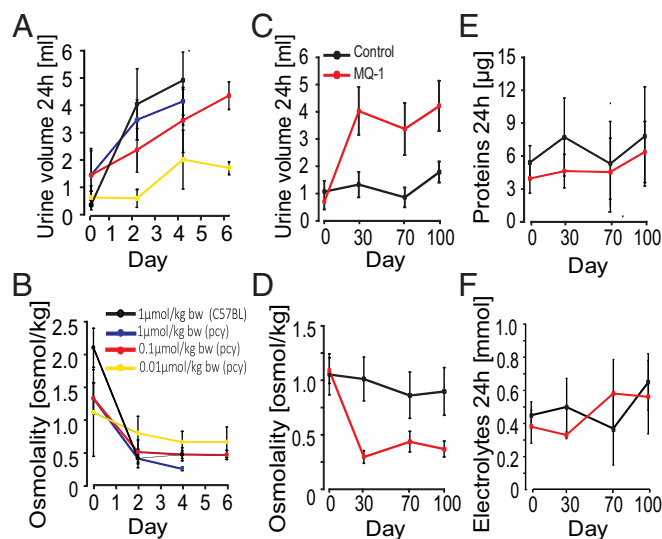 A
Urine volume 24h [ml]
6
5
4
3
2
1
0
0 1 2 3 4 5 6
Day
C
Urine volume 24h [ml]
Control
MQ-1
6
5
4
3
2
1
0
0 30 70 100
Day
E
Proteins 24h [µg]
15
12
9
6
3
0
0 30 70 100
Day
B
Osmolality [osmol/kg]
1µmol/kg bw (C57BL)
1µmol/kg bw (pcy)
0.1µmol/kg bw (pcy)
0.01µmol/kg bw (pcy)
2.5
2.0
1.5
1.0
0.5
0
0 1 2 3 4 5 6
Day
D
Osmolality [osmol/kg]
1.5
1.0
0.5
0
0 30 70 100
Day
F
Electrolytes 24h [mmol]
1.0
0.8
0.6
0.4
0.2
0
0 30 70 100
Day